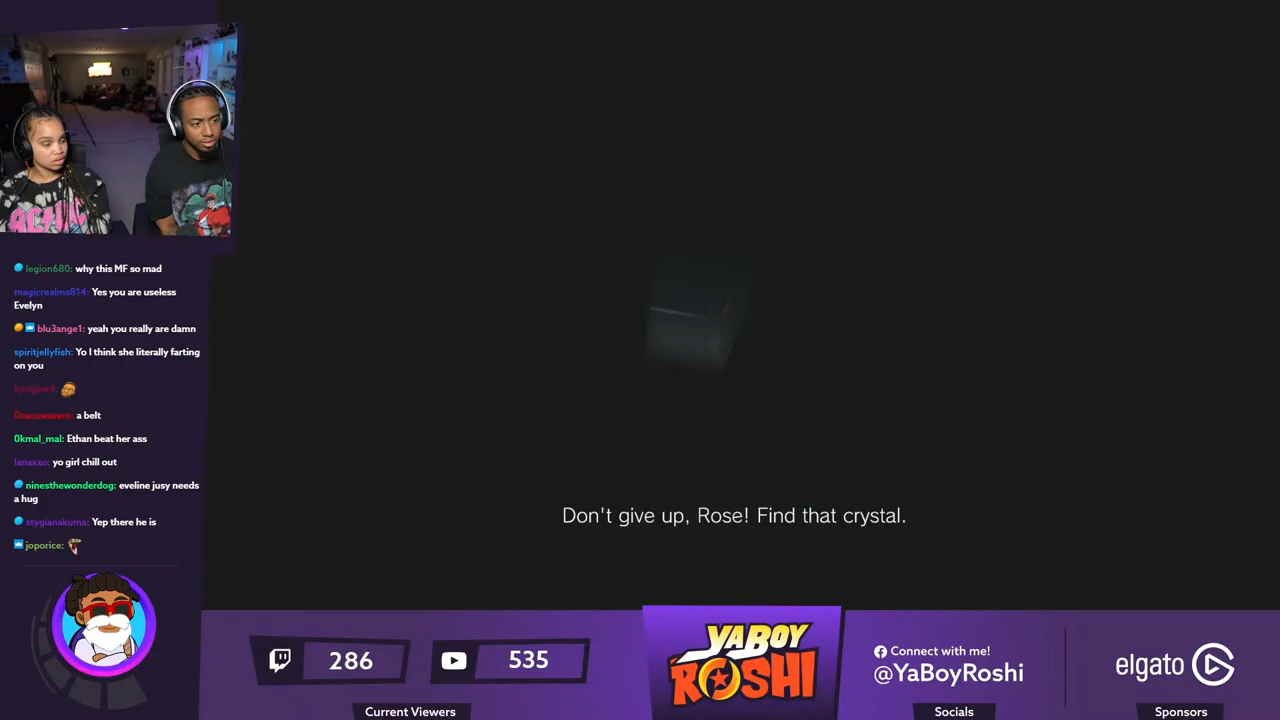 legion680: why this MF so mad
magicrealms814: Yes you are useless
Evelyn
blu3ange1: yeah you really are damn
spiritjellyfish: Yo I think she literally farting
on you
Dracowavern: a belt
0kmal_mal: Ethan beat her ass
lanaxxo: yo girl chill out
ninesthewonderdog: eveline jusy needs
a hug
stygianakuma: Yep there he is
joporice:
Don't give up, Rose! Find that crystal.
286
535
Current Viewers
YABOY
ROSHI
Connect with me!
@YaBoyRoshi
Socials
elgato
Sponsors